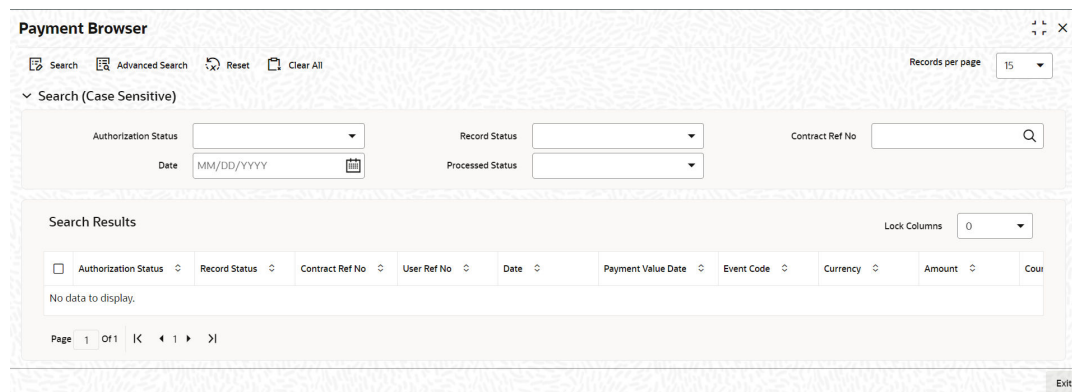 Payment Browser
Search Advanced Search Reset Clear All Records per page 15
Search (Case Sensitive)
Authorization Status Record Status Contract Ref No
Date MM/DD/YYYY Processed Status
Search Results
Lock Columns 0
Authorization Status Record Status Contract Ref No User Ref No Date Payment Value Date Event Code Currency Amount Cour
No data to display.
Page 1 Of 1 1
Exit